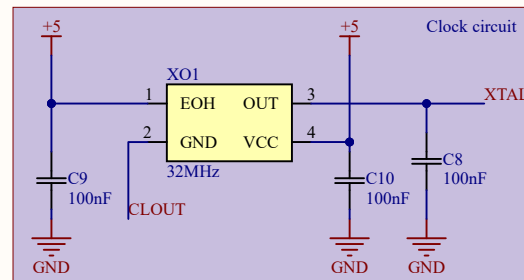 +5
+5
Clock circuit
XO1
1 EOH OUT 3
XTAL
2 GND VCC 4
32MHz
C9
100nF
CLOUT
C10
100nF
C8
100nF
GND
GND
GND